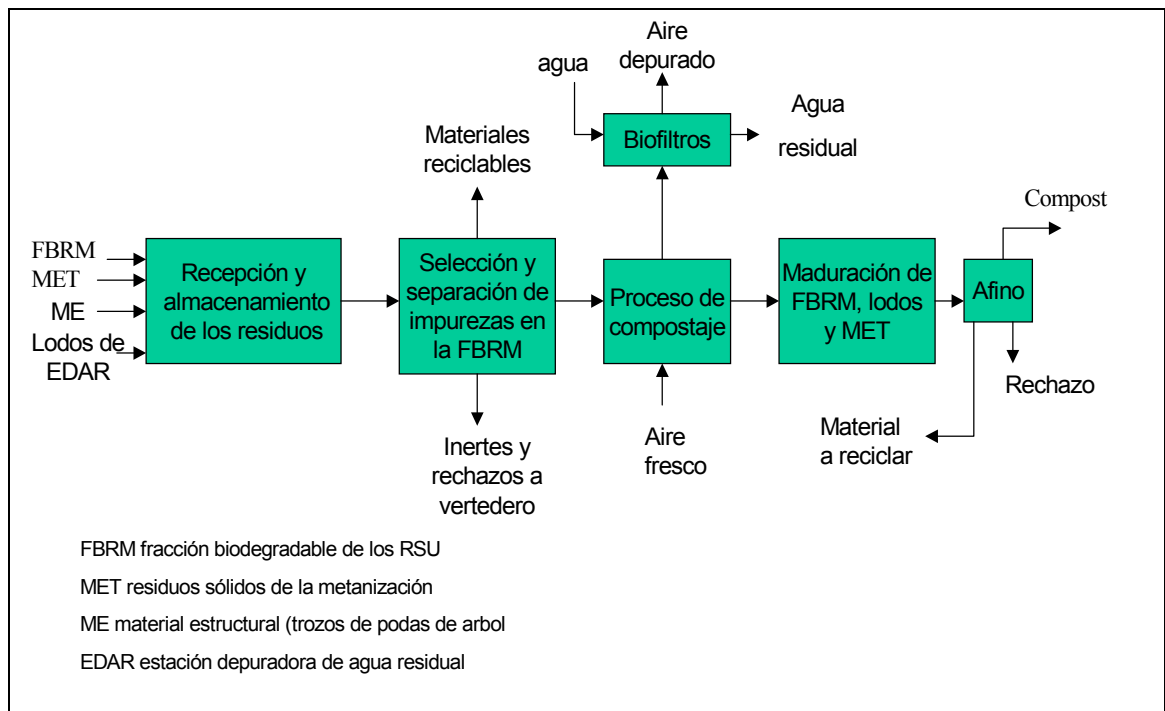 Aire
depurado
agua
Agua
residual
Biofiltros
Materiales
reciclables
Compost
FBRM
MET
ME
Lodos de
EDAR
Recepción y
almacenamiento
de los residuos
Selección y
separación de
impurezas en
la FBRM
Proceso de
compostaje
Maduración de
FBRM, lodos
y MET
Afino
Rechazo
Material
a reciclar
Aire
fresco
Inertes y
rechazos a
vertedero
FBRM fracción biodegradable de los RSU
MET residuos sólidos de la metanización
ME material estructural (trozos de podas de arbol
EDAR estación depuradora de agua residual